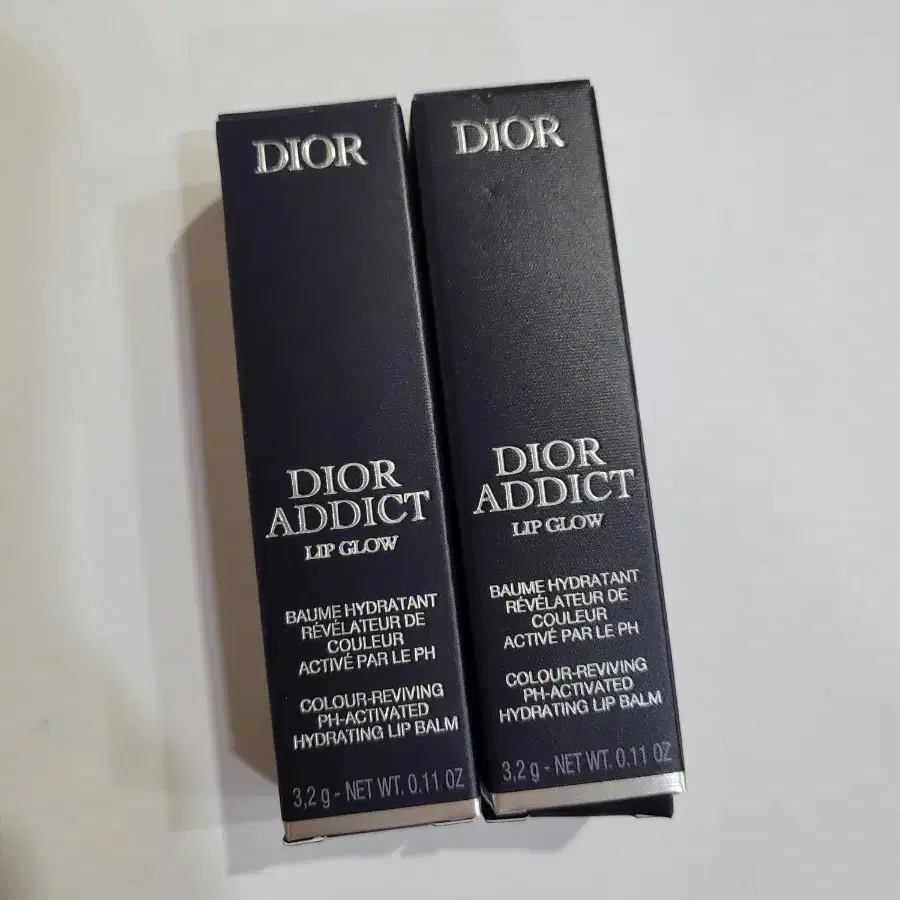 DIOR
DIOR
ADDICT
LIP GLOW
BAUME HYDRATANT
RÉVÉLATEUR DE
COULEUR
ACTIVÉ PAR LE PH
COLOUR-REVIVING
PH-ACTIVATED
HYDRATING LIP BALM
3,2 g - NET WT. 0.11 OZ
DIOR
DIOR
ADDICT
LIP GLOW
BAUME HYDRATANT
RÉVÉLATEUR DE
COULEUR
ACTIVÉ PAR LE PH
COLOUR-REVIVING
PH-ACTIVATED
HYDRATING LIP BALM
3,2 g - NET WT. 0.11 OZ